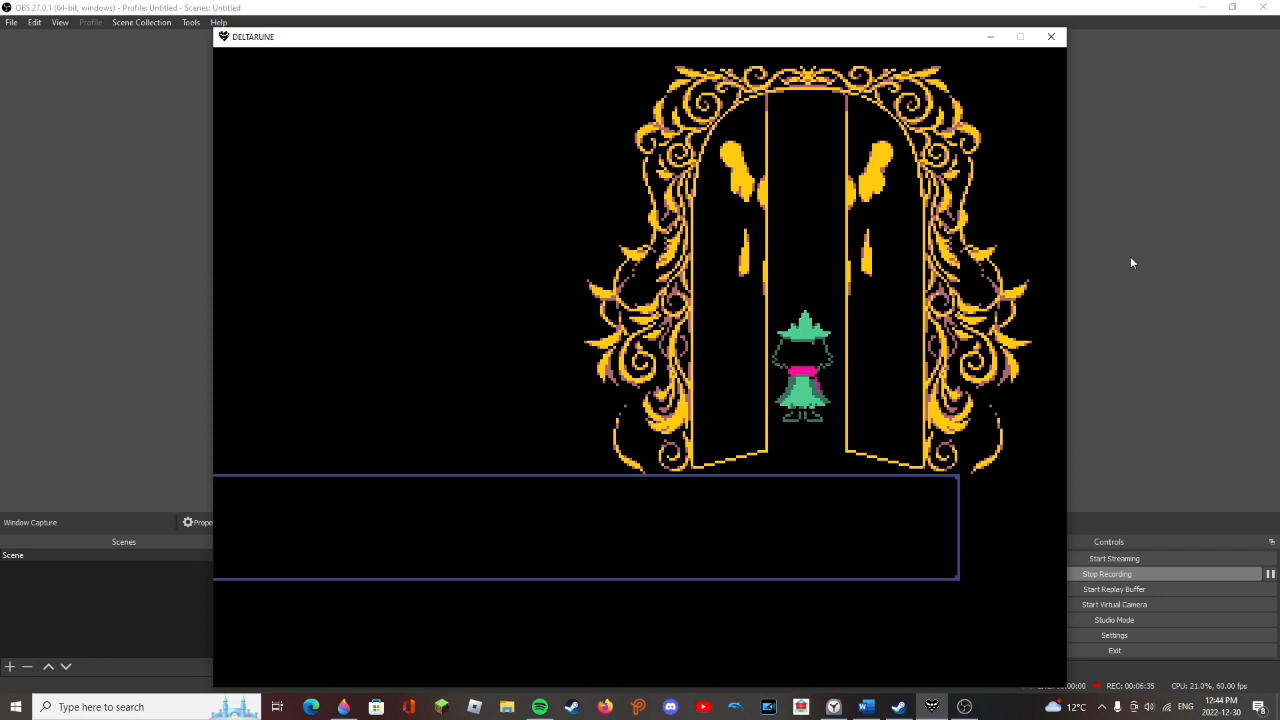 OBS 27.0.1 (64-bit, windows) - Profile: Untitled - Scenes: Untitled
File Edit View Profile Scene Collection Tools Help
DELTARUNE
Window Capture
Prope
Scenes
Controls
Scene
Start Streaming
Stop Recording
Start Replay Buffer
Start Virtual Camera
Studio Mode
Settings
Exit
REC: 00:06:35 CPU: 21.0%, 60.00 fps
Type here to search
12°C
ENG
12:44 PM
2022-12-30
8